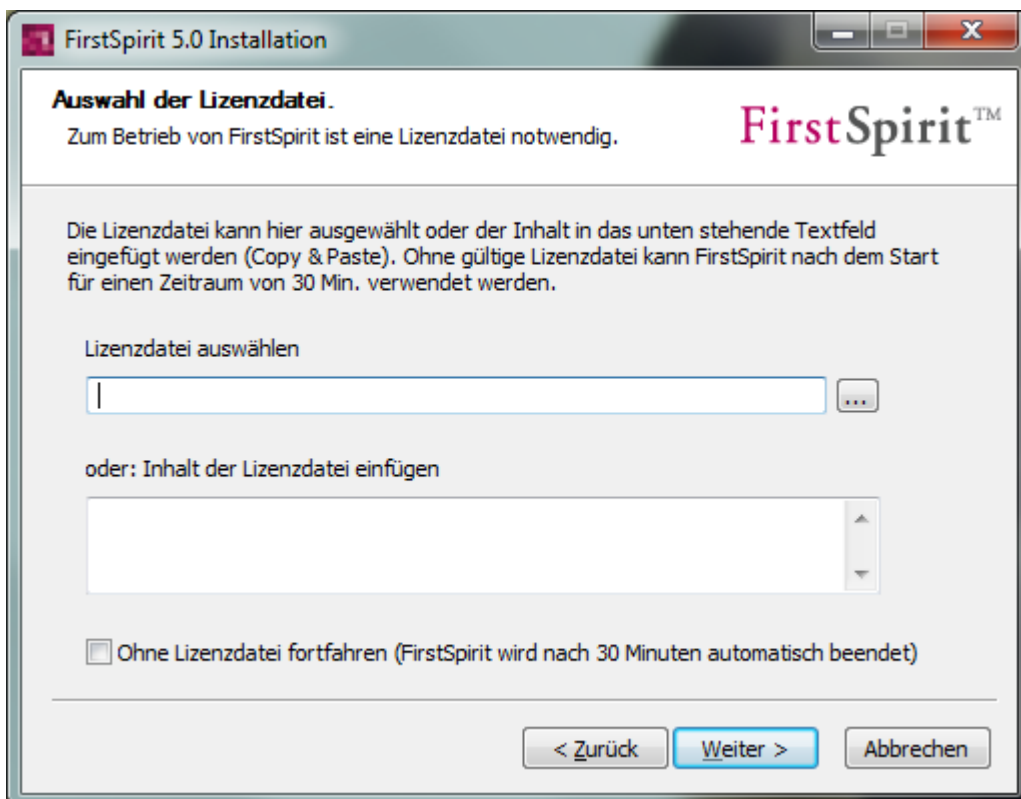 FirstSpirit 5.0 Installation
Auswahl der Lizenzdatei.
Zum Betrieb von FirstSpirit ist eine Lizenzdatei notwendig.
FirstSpirit™
Die Lizenzdatei kann hier ausgewählt oder der Inhalt in das unten stehende Textfeld
eingefügt werden (Copy & Paste). Ohne gültige Lizenzdatei kann FirstSpirit nach dem Start
für einen Zeitraum von 30 Min. verwendet werden.
Lizenzdatei auswählen
...
oder: Inhalt der Lizenzdatei einfügen
Ohne Lizenzdatei fortfahren (FirstSpirit wird nach 30 Minuten automatisch beendet)
< Zurück Weiter > Abbrechen